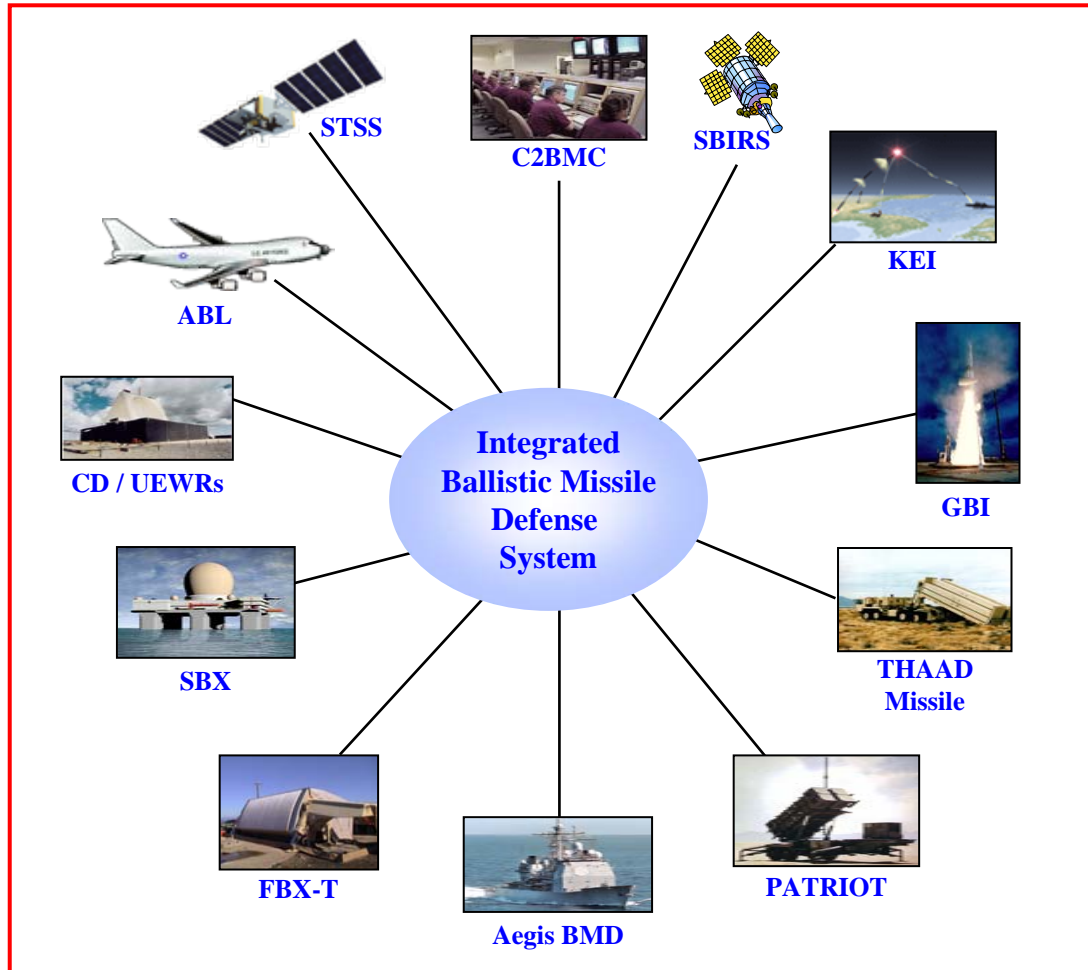 STSS
C2BMC
SBIRS
KEI
ABL
CD / UEWRs
GBI
Integrated
Ballistic Missile
Defense
System
SBX
THAAD
Missile
FBX-T
Aegis BMD
PATRIOT